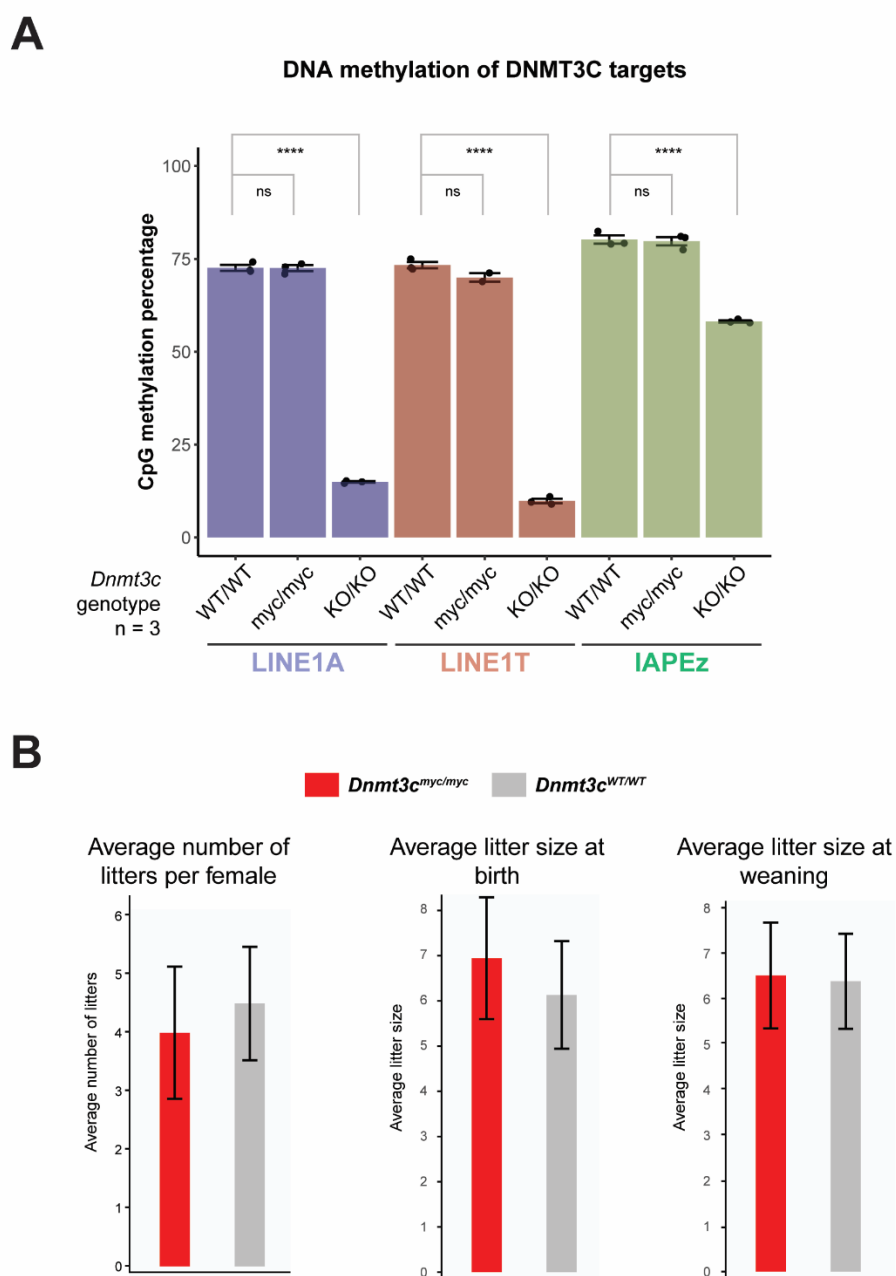 A
DNA methylation of DNMT3C targets
**** **** ****
ns ns ns
CpG methylation percentage
100
75
50
25
0
Dnmt3c
genotype
n = 3
WT/WT myc/myc KO/KO WT/WT myc/myc KO/KO WT/WT myc/myc KO/KO
LINE1A LINE1T IAPEz
B
Dnmt3c^myc/myc Dnmt3c^WT/WT
Average number of
litters per female
Average number of litters
6
5
4
3
2
1
0
Average litter size at
birth
Average litter size
8
7
6
5
4
3
2
1
0
Average litter size at
weaning
Average litter size
8
7
6
5
4
3
2
1
0